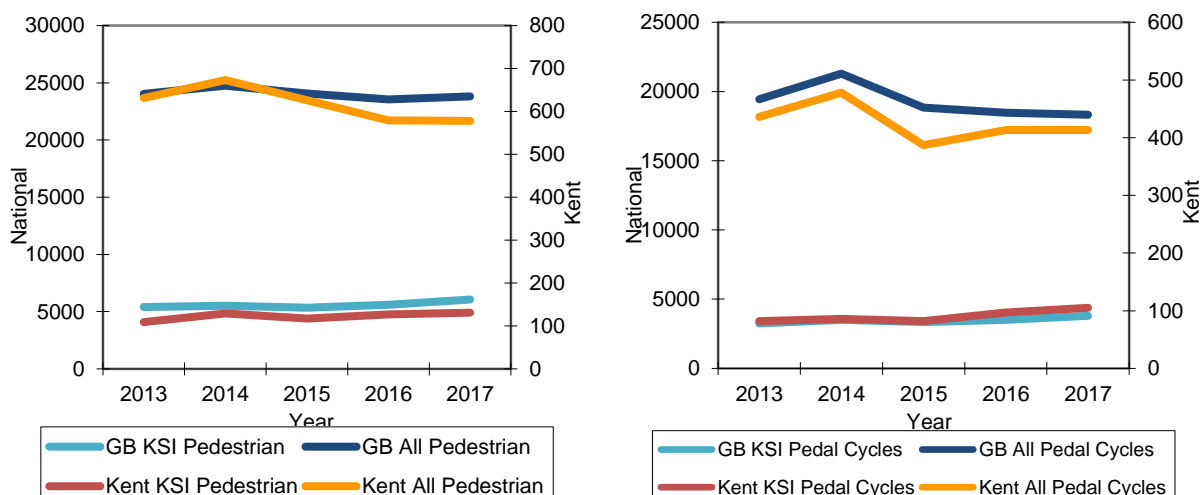 30000
25000
20000
15000
10000
5000
0
National
800
700
600
500
400
300
200
100
0
Kent
2013 2014 2015 2016 2017
Year
GB KSI Pedestrian GB All Pedestrian
Kent KSI Pedestrian Kent All Pedestrian
25000
20000
15000
10000
5000
0
National
600
500
400
300
200
100
0
Kent
2013 2014 2015 2016 2017
Year
GB KSI Pedal Cycles GB All Pedal Cycles
Kent KSI Pedal Cycles Kent All Pedal Cycles